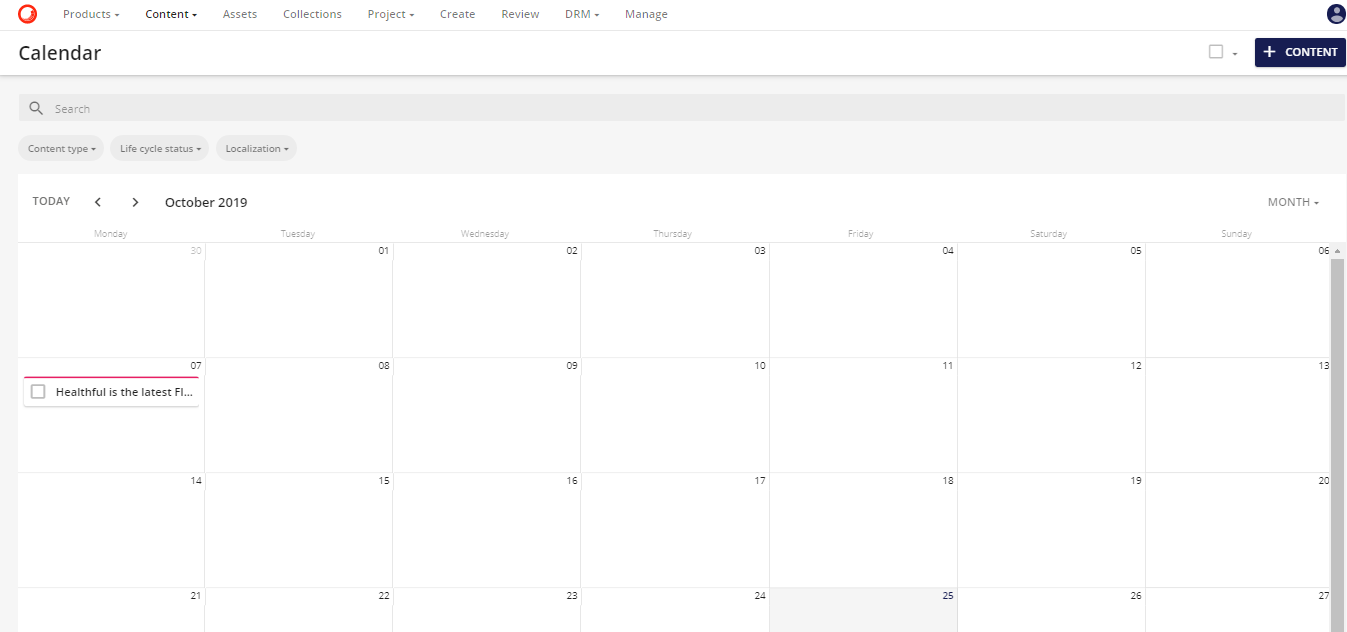 Products Content Assets Collections Project Create Review DRM Manage
Calendar
CONTENT
Search
Content type Life cycle status Localization
TODAY October 2019 MONTH
Monday Tuesday Wednesday Thursday Friday Saturday Sunday
30 01 02 03 04 05 06
07 08 09 10 11 12 13
Healthful is the latest Fl...
14 15 16 17 18 19 20
21 22 23 24 25 26 27